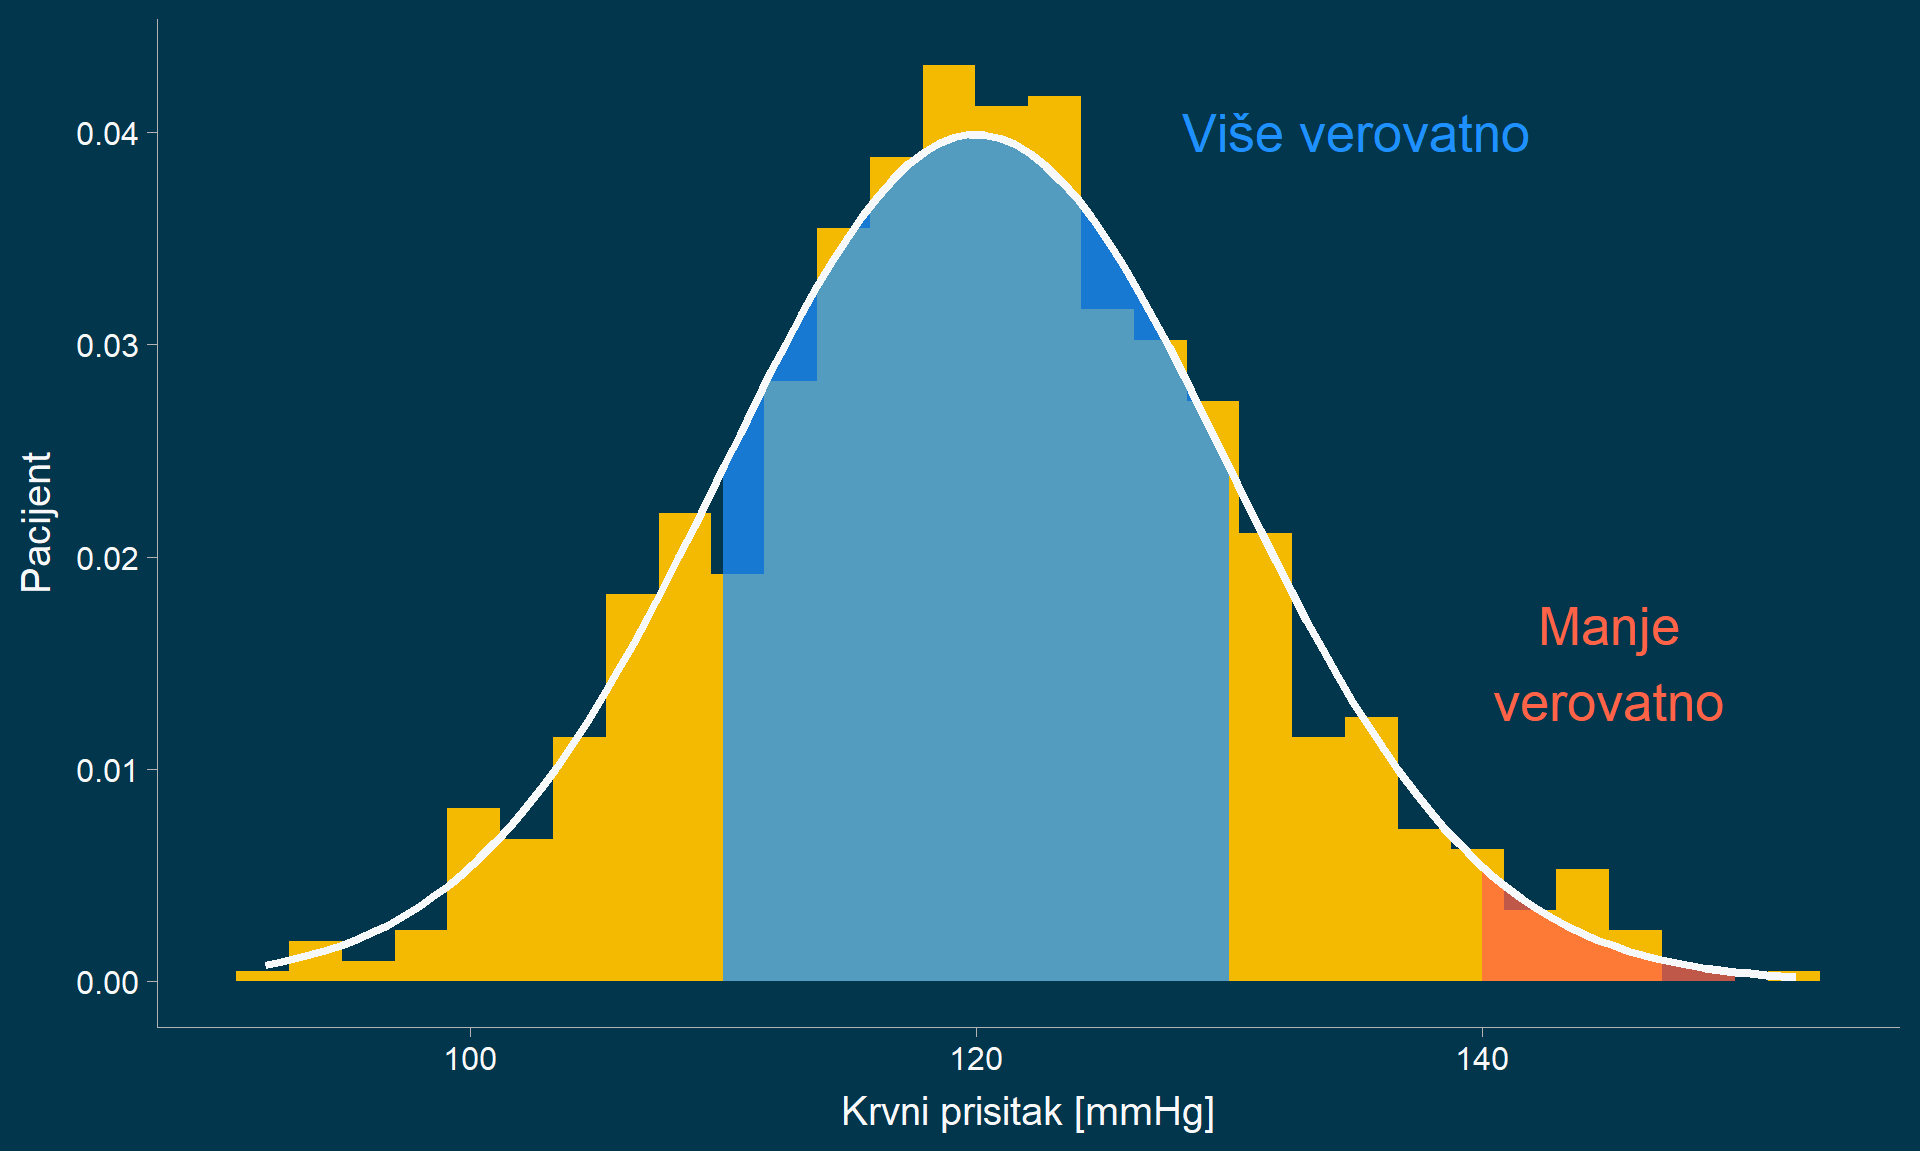 Više verovatno
Manje
verovatno
Pacijent
0.04
0.03
0.02
0.01
0.00
100
120
140
Krvni prisitak [mmHg]